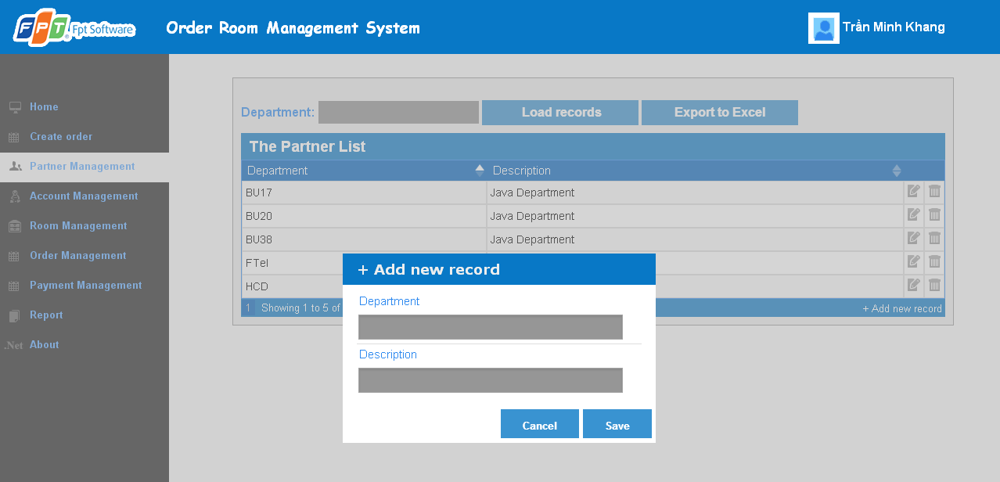 FPT Fpt Software
Order Room Management System
Trần Minh Khang
Home
Create order
Partner Management
Account Management
Room Management
Order Management
Payment Management
Report
.Net About
Department:
Load records
Export to Excel
The Partner List
Department Description
BU17 Java Department
BU20 Java Department
BU38 Java Department
FTel
HCD
1 Showing 1 to 5 of
+ Add new record
+ Add new record
Department
Description
Cancel
Save